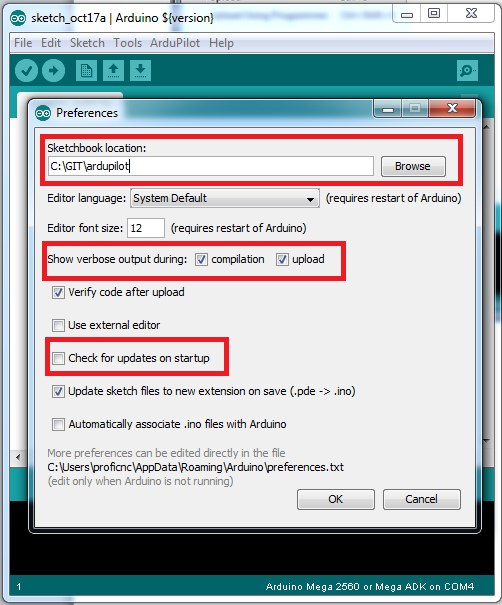 sketch_oct17a | Arduino ${version}
File Edit Sketch Tools ArduPilot Help
Preferences
Sketchbook location:
C:\GIT\ardupilot
Browse
Editor language: System Default (requires restart of Arduino)
Editor font size: 12 (requires restart of Arduino)
Show verbose output during: compilation upload
Verify code after upload
Use external editor
Check for updates on startup
Update sketch files to new extension on save (.pde -> .ino)
Automatically associate .ino files with Arduino
More preferences can be edited directly in the file
C:\Users\proficnc\AppData\Roaming\Arduino\preferences.txt
(edit only when Arduino is not running)
OK Cancel
1 Arduino Mega 2560 or Mega ADK on COM4